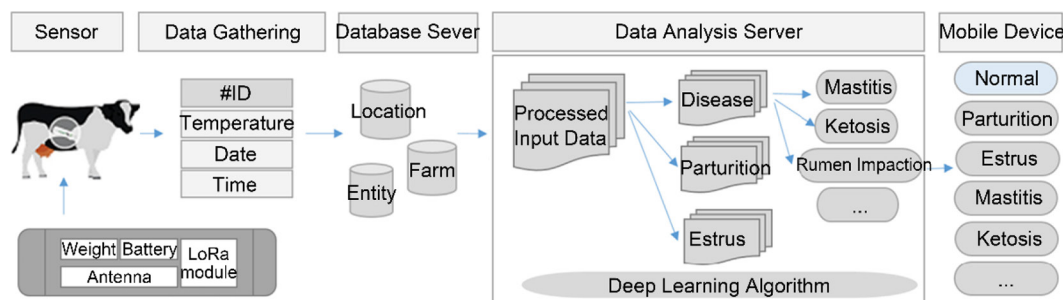 Sensor
Data Gathering
Database Sever
Data Analysis Server
Mobile Device
#ID
Temperature
Date
Time
Location
Farm
Entity
Processed
Input Data
Disease
Parturition
Estrus
Mastitis
Ketosis
Rumen Impaction
...
Deep Learning Algorithm
Normal
Parturition
Estrus
Mastitis
Ketosis
...
Weight
Battery
Antenna
LoRa
module